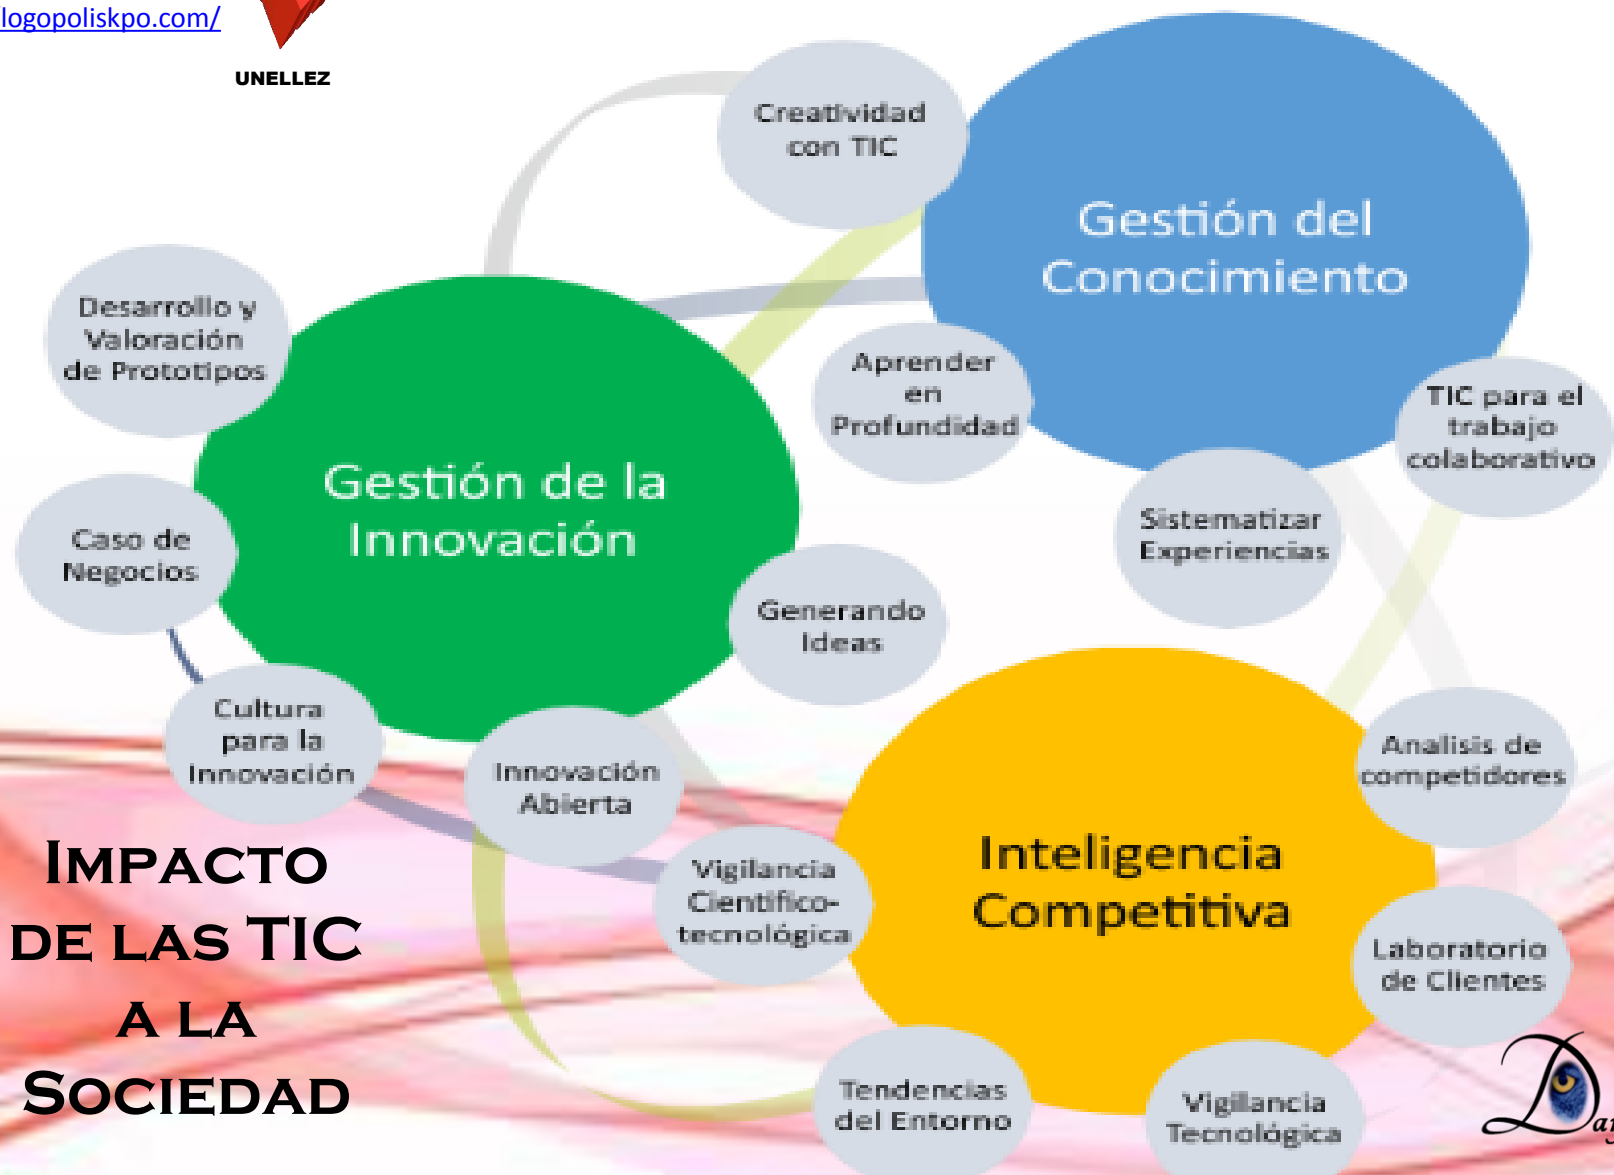 logopoliskpo.com/
UNELLEZ
Creatividad
con TIC
Gestión del
Conocimiento
Desarrollo y
Valoración
de Prototipos
Aprender
en
Profundidad
TIC para el
trabajo
colaborativo
Gestión de la
Innovación
Sistematizar
Experiencias
Caso de
Negocios
Generando
Ideas
Cultura
para la
Innovación
Innovación
Abierta
Analisis de
competidores
Inteligencia
Competitiva
Vigilancia
Científico-
tecnológica
Laboratorio
de Clientes
Tendencias
del Entorno
Vigilancia
Tecnológica
IMPACTO
DE LAS TIC
A LA
SOCIEDAD